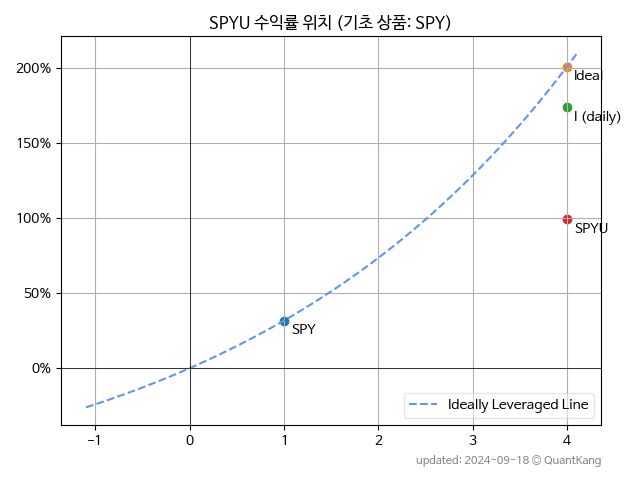 SPYU 수익률 위치 (기초 상품: SPY)
200%
150%
100%
50%
0%
Ideal
I (daily)
SPYU
SPY
Ideally Leveraged Line
−1
0
1
2
3
4
updated: 2024-09-18 © QuantKang